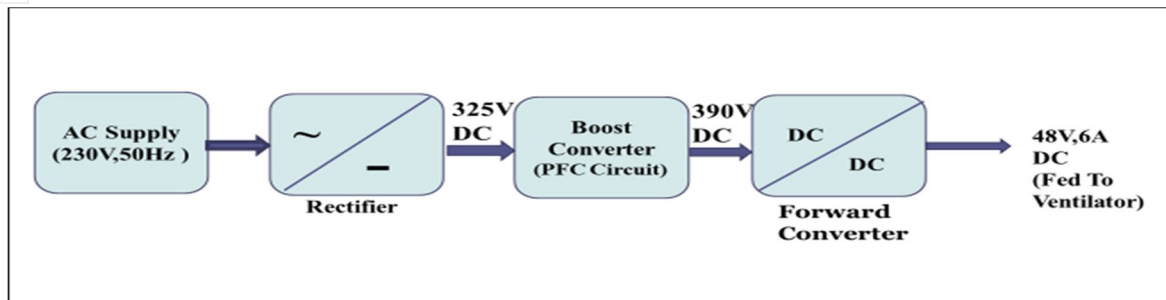 AC Supply
(230V,50Hz )
~
–
Rectifier
325V
DC
Boost
Converter
(PFC Circuit)
390V
DC
DC
DC
Forward
Converter
48V,6A
DC
(Fed To
Ventilator)